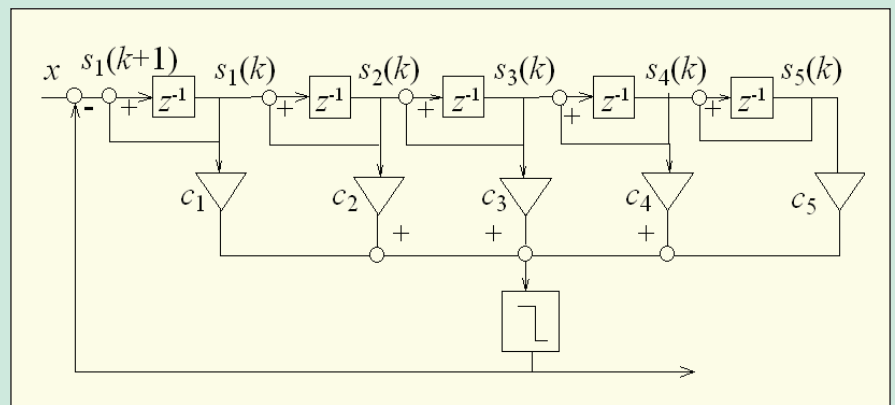 x s₁(k+1) s₁(k) s₂(k) s₃(k) s₄(k) s₅(k)
- + z⁻¹ + z⁻¹ + z⁻¹ + z⁻¹ + z⁻¹
c₁ c₂ c₃ c₄ c₅
+ + +